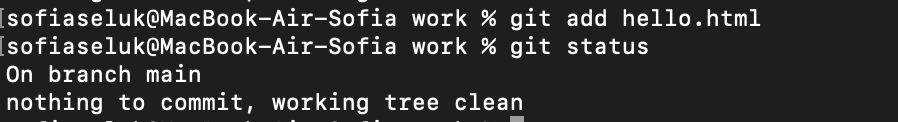 [sofiaseluk@MacBook-Air-Sofia work % git add hello.html
[sofiaseluk@MacBook-Air-Sofia work % git status
On branch main
nothing to commit, working tree clean